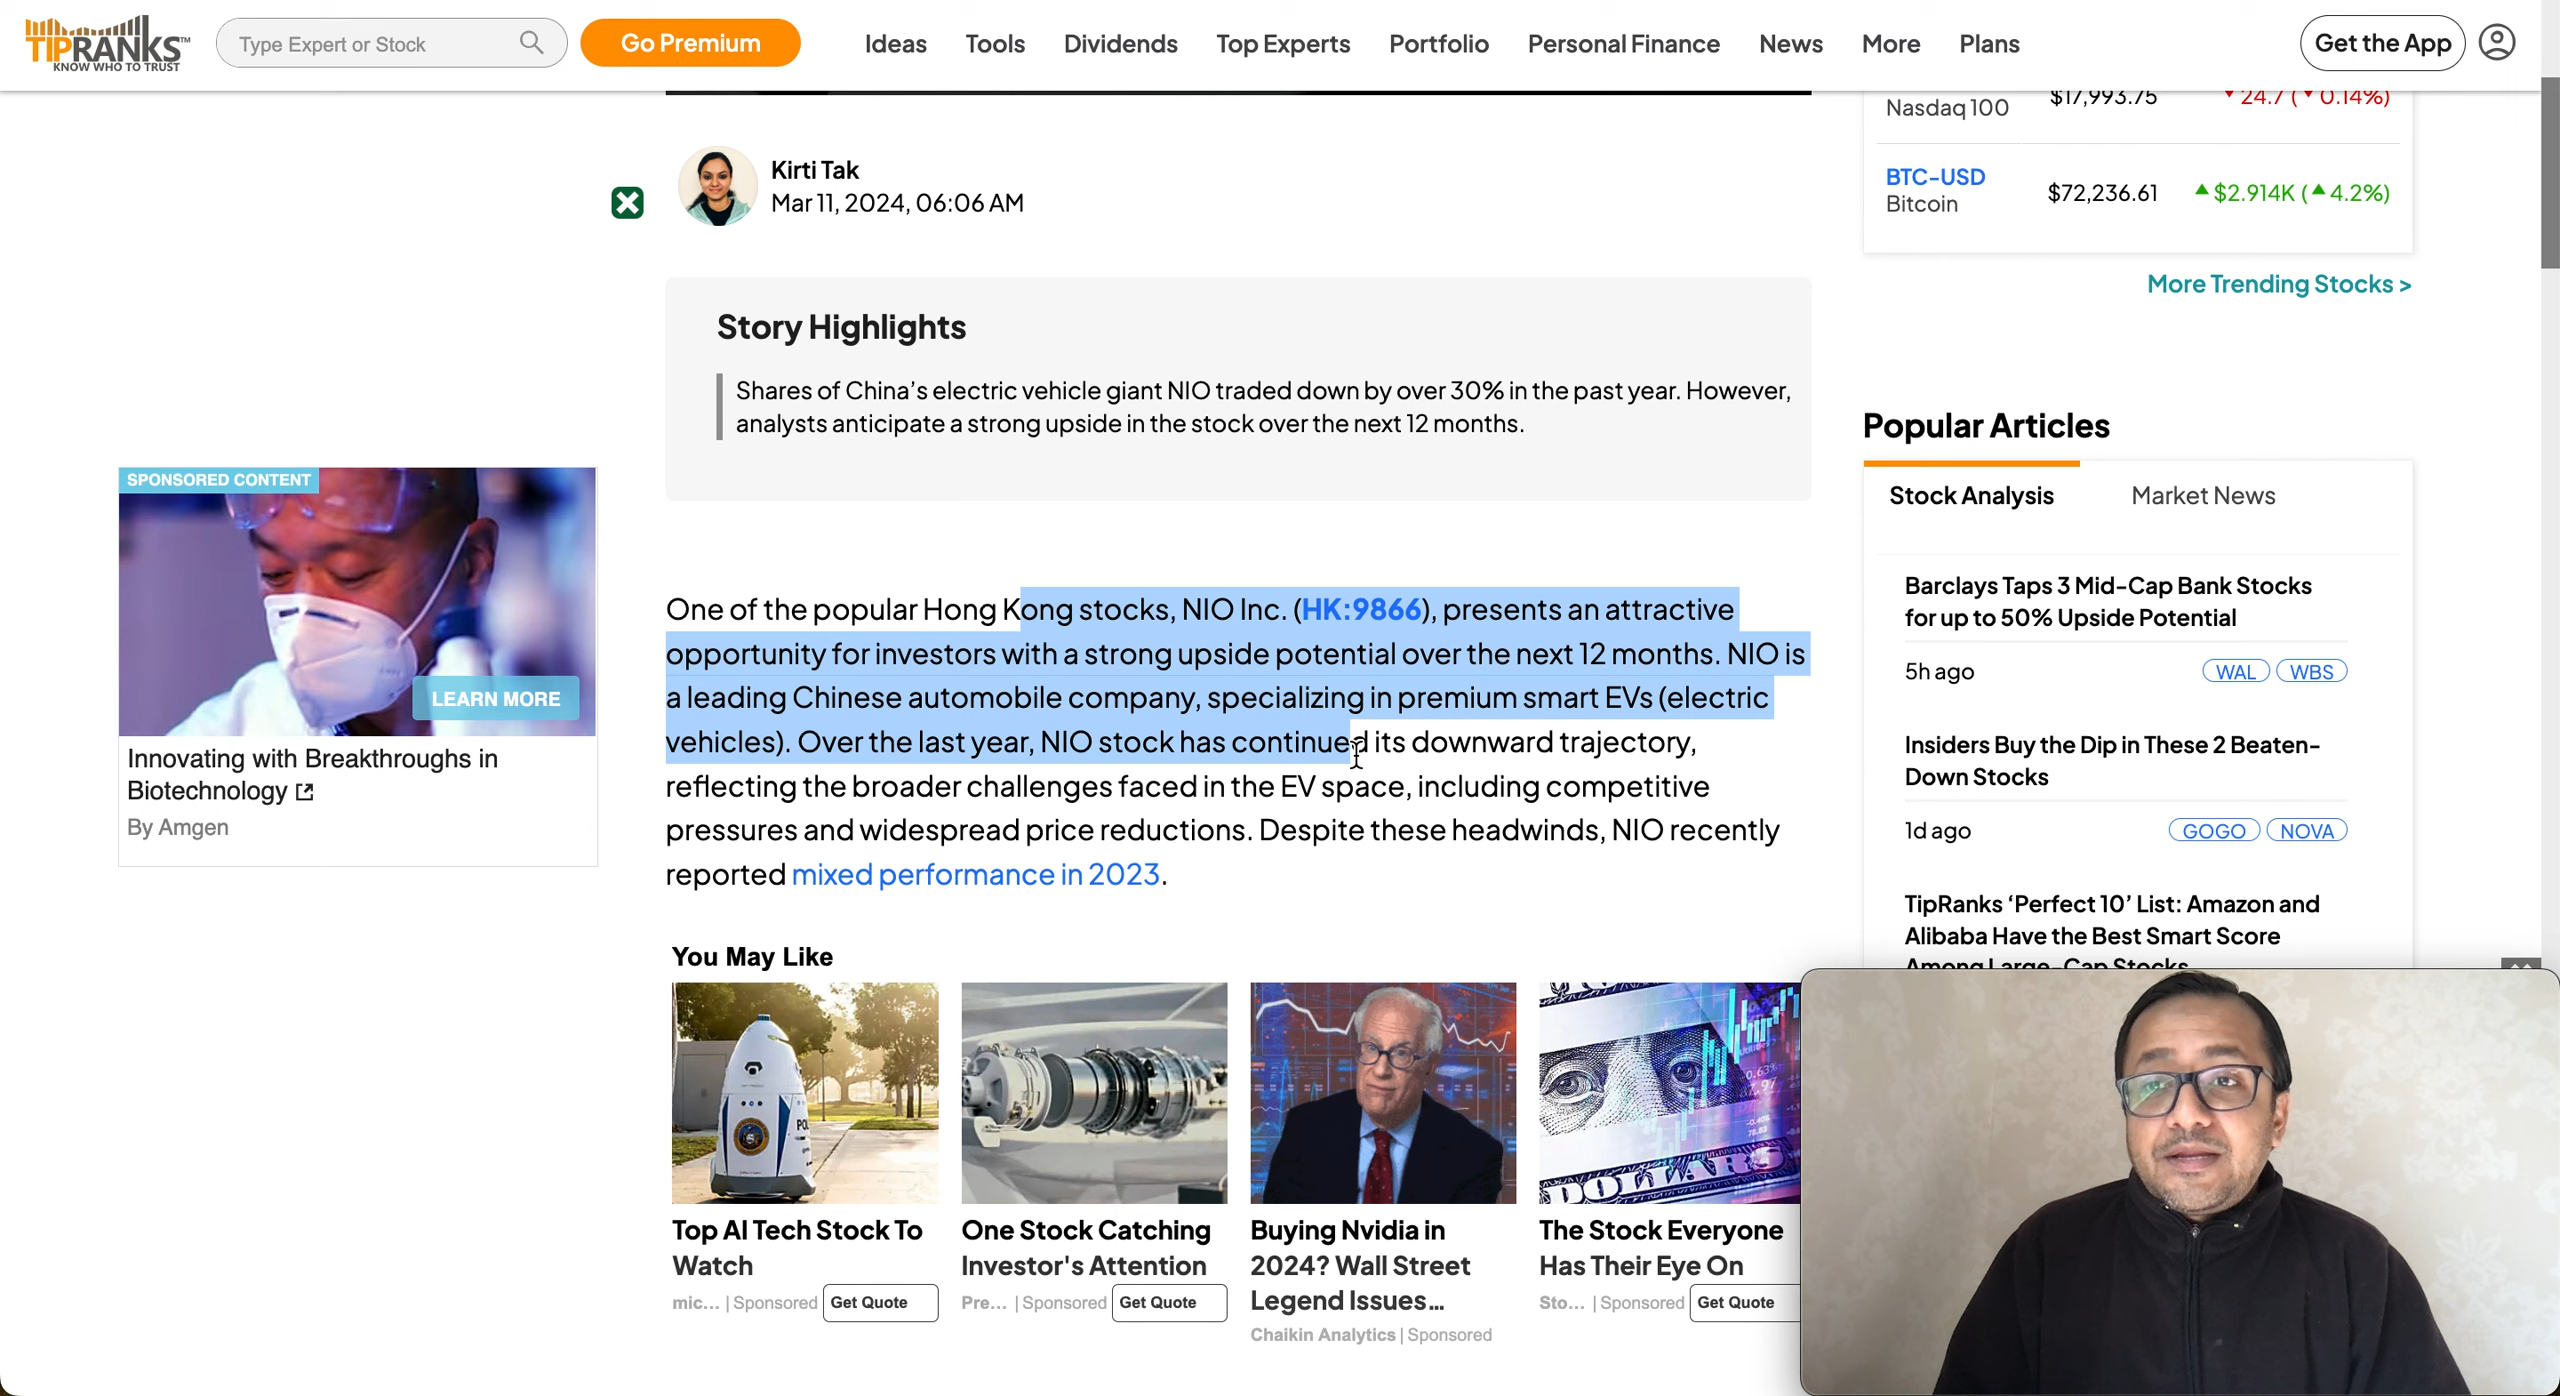 TIPRANKS™
KNOW WHO TO TRUST
Type Expert or Stock
Go Premium
Ideas
Tools
Dividends
Top Experts
Portfolio
Personal Finance
News
More
Plans
Get the App
Nasdaq 100
$17,993.75
24.7 ( 0.14%)
BTC-USD
Bitcoin
$72,236.61
$2.914K ( 4.2%)
More Trending Stocks >
Kirti Tak
Mar 11, 2024, 06:06 AM
Story Highlights
Shares of China’s electric vehicle giant NIO traded down by over 30% in the past year. However,
analysts anticipate a strong upside in the stock over the next 12 months.
SPONSORED CONTENT
LEARN MORE
Innovating with Breakthroughs in
Biotechnology
By Amgen
One of the popular Hong Kong stocks, NIO Inc. (HK:9866), presents an attractive
opportunity for investors with a strong upside potential over the next 12 months. NIO is
a leading Chinese automobile company, specializing in premium smart EVs (electric
vehicles). Over the last year, NIO stock has continued its downward trajectory,
reflecting the broader challenges faced in the EV space, including competitive
pressures and widespread price reductions. Despite these headwinds, NIO recently
reported mixed performance in 2023.
Popular Articles
Stock Analysis
Market News
Barclays Taps 3 Mid-Cap Bank Stocks
for up to 50% Upside Potential
5h ago
WAL
WBS
Insiders Buy the Dip in These 2 Beaten-
Down Stocks
1d ago
GOGO
NOVA
TipRanks ‘Perfect 10’ List: Amazon and
Alibaba Have the Best Smart Score
Among Large-Cap Stocks
You May Like
DOLLARS
Top AI Tech Stock To
Watch
mic... | Sponsored
Get Quote
One Stock Catching
Investor's Attention
Pre... | Sponsored
Get Quote
Buying Nvidia in
2024? Wall Street
Legend Issues...
Chaikin Analytics | Sponsored
The Stock Everyone
Has Their Eye On
Sto... | Sponsored
Get Quote